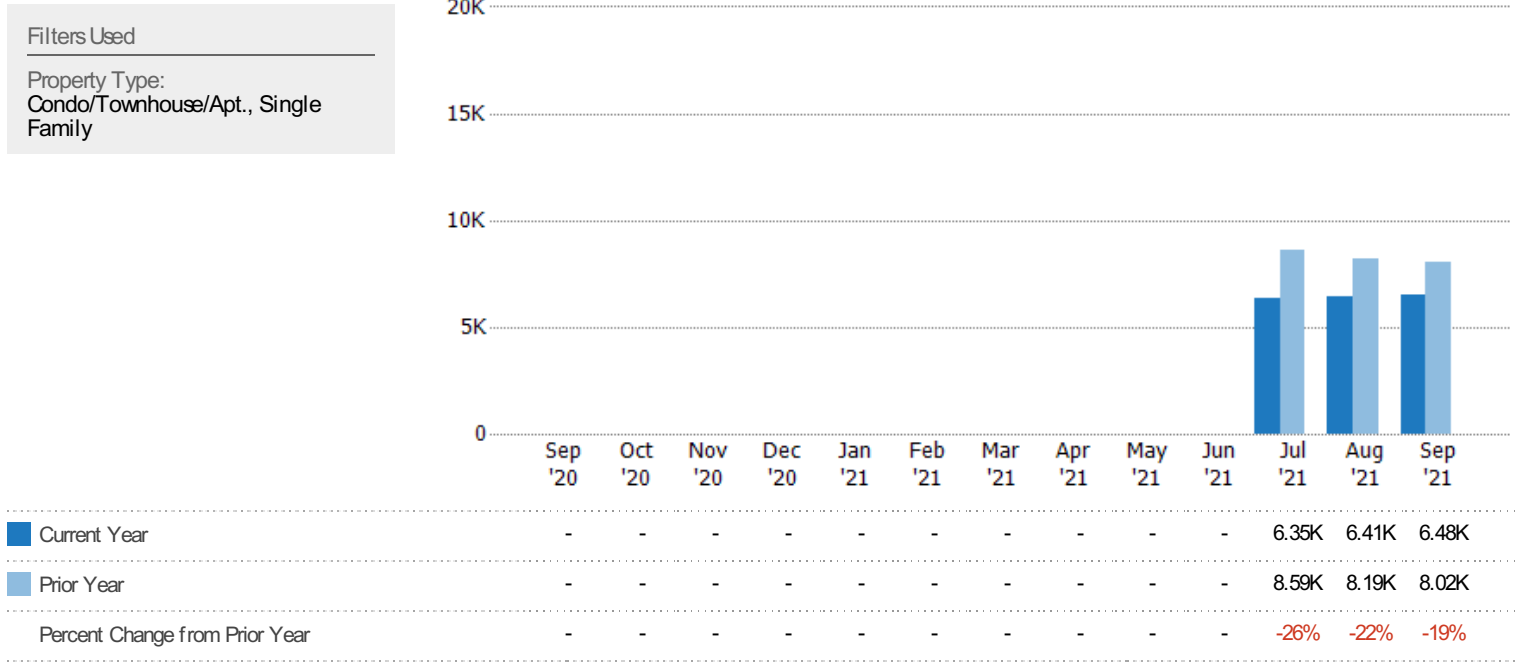 Filters Used
Property Type:
Condo/Townhouse/Apt., Single
Family
20K
15K
10K
5K
0
Sep Oct Nov Dec Jan Feb Mar Apr May Jun Jul Aug Sep
'20 '20 '20 '20 '21 '21 '21 '21 '21 '21 '21 '21 '21
Current Year - - - - - - - - - - 6.35K 6.41K 6.48K
Prior Year - - - - - - - - - - 8.59K 8.19K 8.02K
Percent Change from Prior Year - - - - - - - - - - -26% -22% -19%